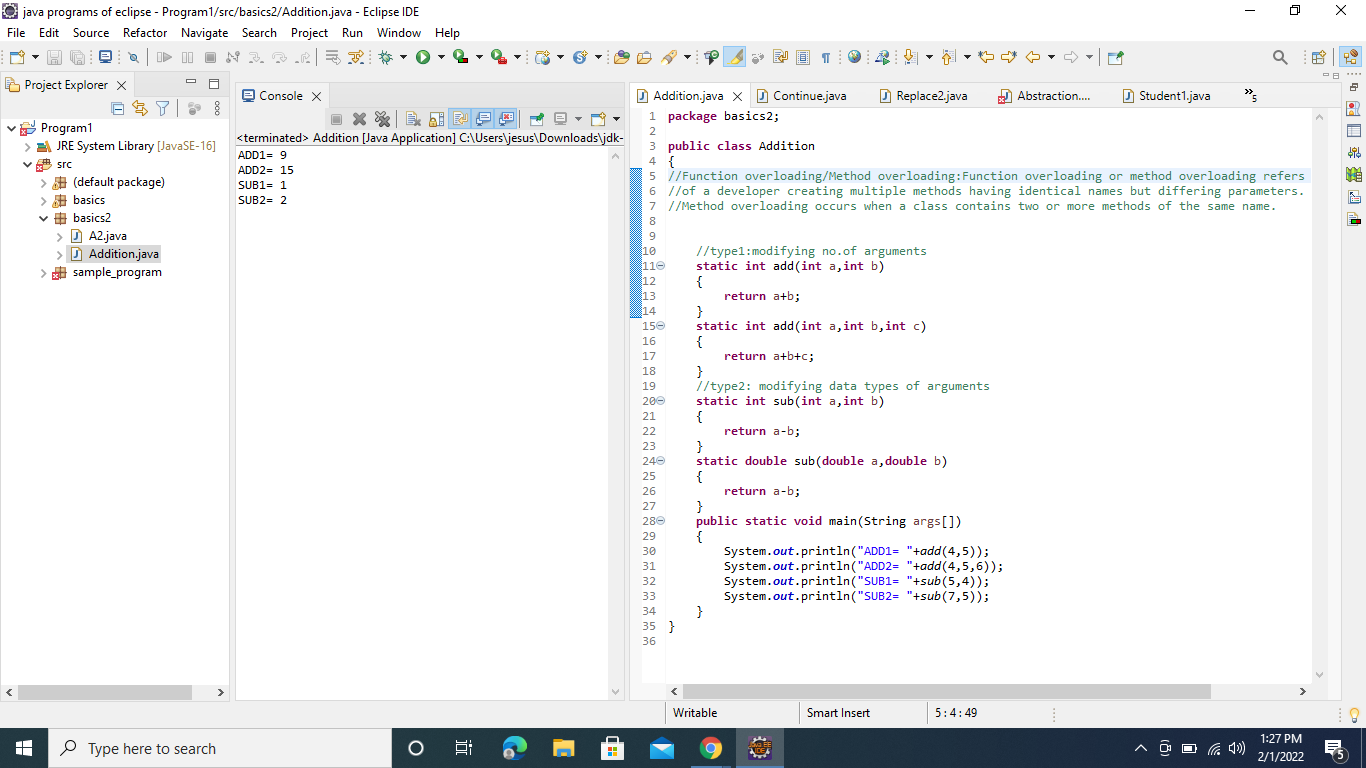 java programs of eclipse - Program1/src/basics2/Addition.java - Eclipse IDE
File Edit Source Refactor Navigate Search Project Run Window Help
Project Explorer
Program1
JRE System Library [JavaSE-16]
src
(default package)
basics
basics2
A2.java
Addition.java
sample_program
Console
<terminated> Addition [Java Application] C:\Users\jesus\Downloads\jdk-
ADD1= 9
ADD2= 15
SUB1= 1
SUB2= 2
Addition.java Continue.java Replace2.java Abstraction.... Student1.java »5
1 package basics2;
2
3 public class Addition
4 {
5 //Function overloading/Method overloading:Function overloading or method overloading refers
6 //of a developer creating multiple methods having identical names but differing parameters.
7 //Method overloading occurs when a class contains two or more methods of the same name.
8
9
10 //type1:modifying no.of arguments
11 static int add(int a,int b)
12 {
13 return a+b;
14 }
15 static int add(int a,int b,int c)
16 {
17 return a+b+c;
18 }
19 //type2: modifying data types of arguments
20 static int sub(int a,int b)
21 {
22 return a-b;
23 }
24 static double sub(double a,double b)
25 {
26 return a-b;
27 }
28 public static void main(String args[])
29 {
30 System.out.println("ADD1= "+add(4,5));
31 System.out.println("ADD2= "+add(4,5,6));
32 System.out.println("SUB1= "+sub(5,4));
33 System.out.println("SUB2= "+sub(7,5));
34 }
35 }
36
Writable Smart Insert 5 : 4 : 49
Type here to search
1:27 PM
2/1/2022
5